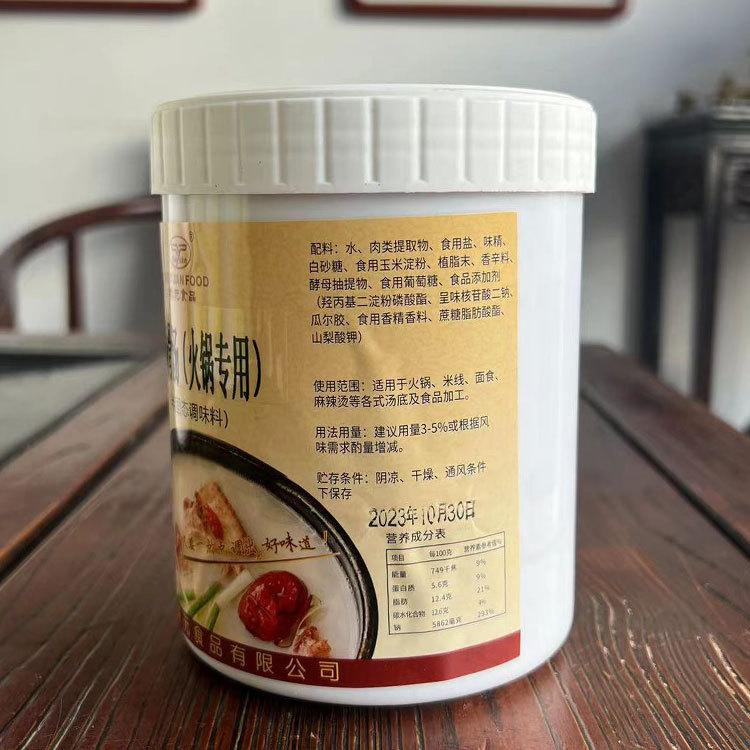 ®
AN FOOD
食品
汤(火锅专用)
态调味料)
好味道!
食品有限公司
配料：水、肉类提取物、食用盐、味精、
白砂糖、食用玉米淀粉、植脂末、香辛料、
酵母抽提物、食用葡萄糖、食品添加剂
（羟丙基二淀粉磷酸酯、呈味核苷酸二钠、
瓜尔胶、食用香精香料、蔗糖脂肪酸酯、
山梨酸钾）
使用范围：适用于火锅、米线、面食、
麻辣烫等各式汤底及食品加工。
用法用量：建议用量3-5%或根据风
味需求酌量增减。
贮存条件：阴凉、干燥、通风条件
下保存
2023年10月30日
营养成分表
项目 每100克 营养素参考值%
能量 749千焦 9%
蛋白质 5.6克 9%
脂肪 12.4克 21%
碳水化合物 12.6克 4%
钠 5862毫克 293%